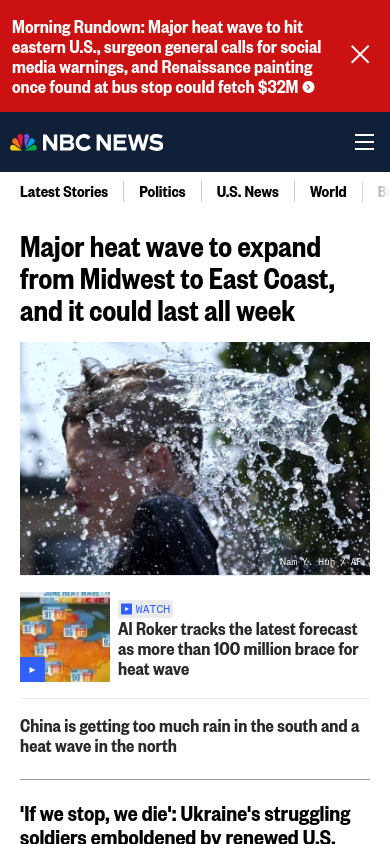 Morning Rundown: Major heat wave to hit
eastern U.S., surgeon general calls for social
media warnings, and Renaissance painting
once found at bus stop could fetch $32M
NBC NEWS
Latest Stories
Politics
U.S. News
World
Major heat wave to expand
from Midwest to East Coast,
and it could last all week
Nam Y. Huh / AP
WATCH
Al Roker tracks the latest forecast
as more than 100 million brace for
heat wave
China is getting too much rain in the south and a
heat wave in the north
'If we stop, we die': Ukraine's struggling
soldiers emboldened by renewed U.S.